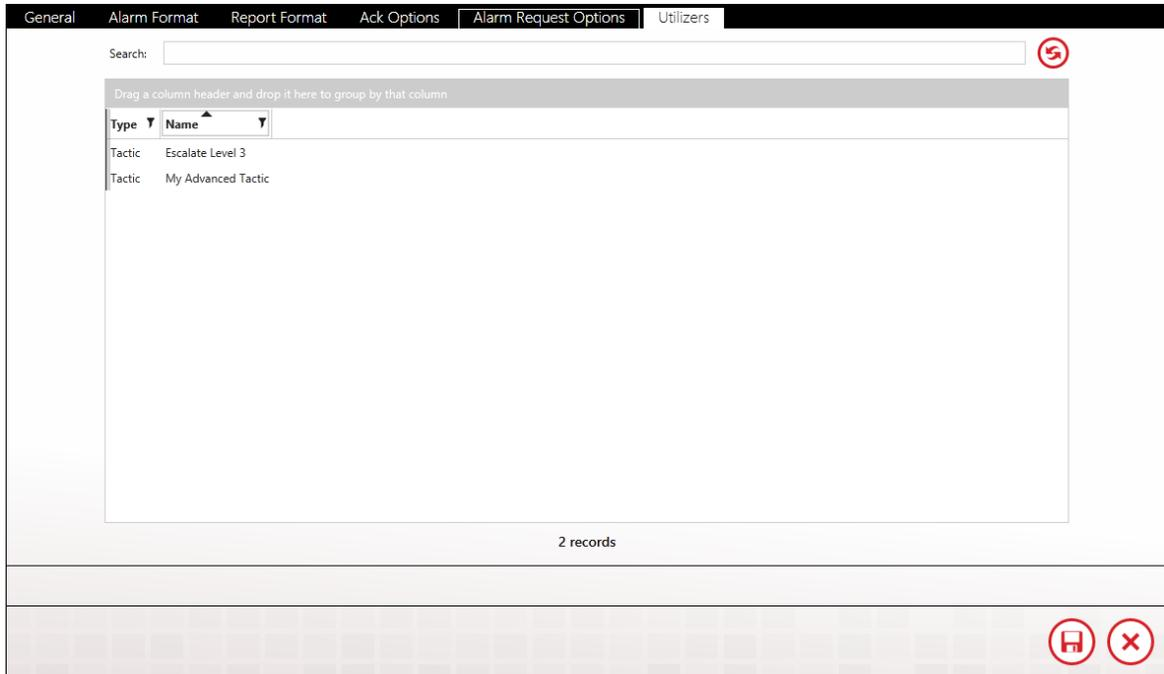 General Alarm Format Report Format Ack Options Alarm Request Options Utilizers
Search:
Drag a column header and drop it here to group by that column
Type Name
Tactic Escalate Level 3
Tactic My Advanced Tactic
2 records